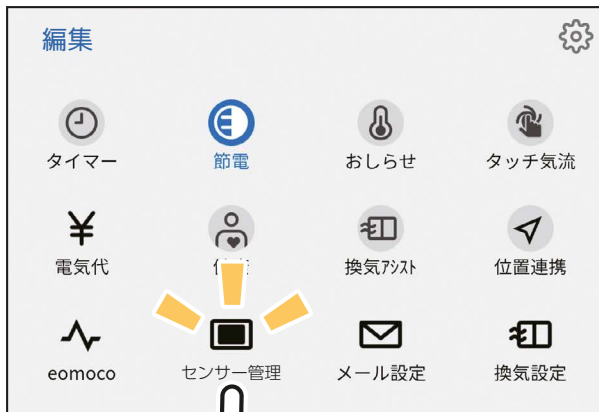 編集
タイマー
節電
おしらせ
タッチ気流
電気代
換気アシスト
位置連携
eomoco
センサー管理
メール設定
換気設定